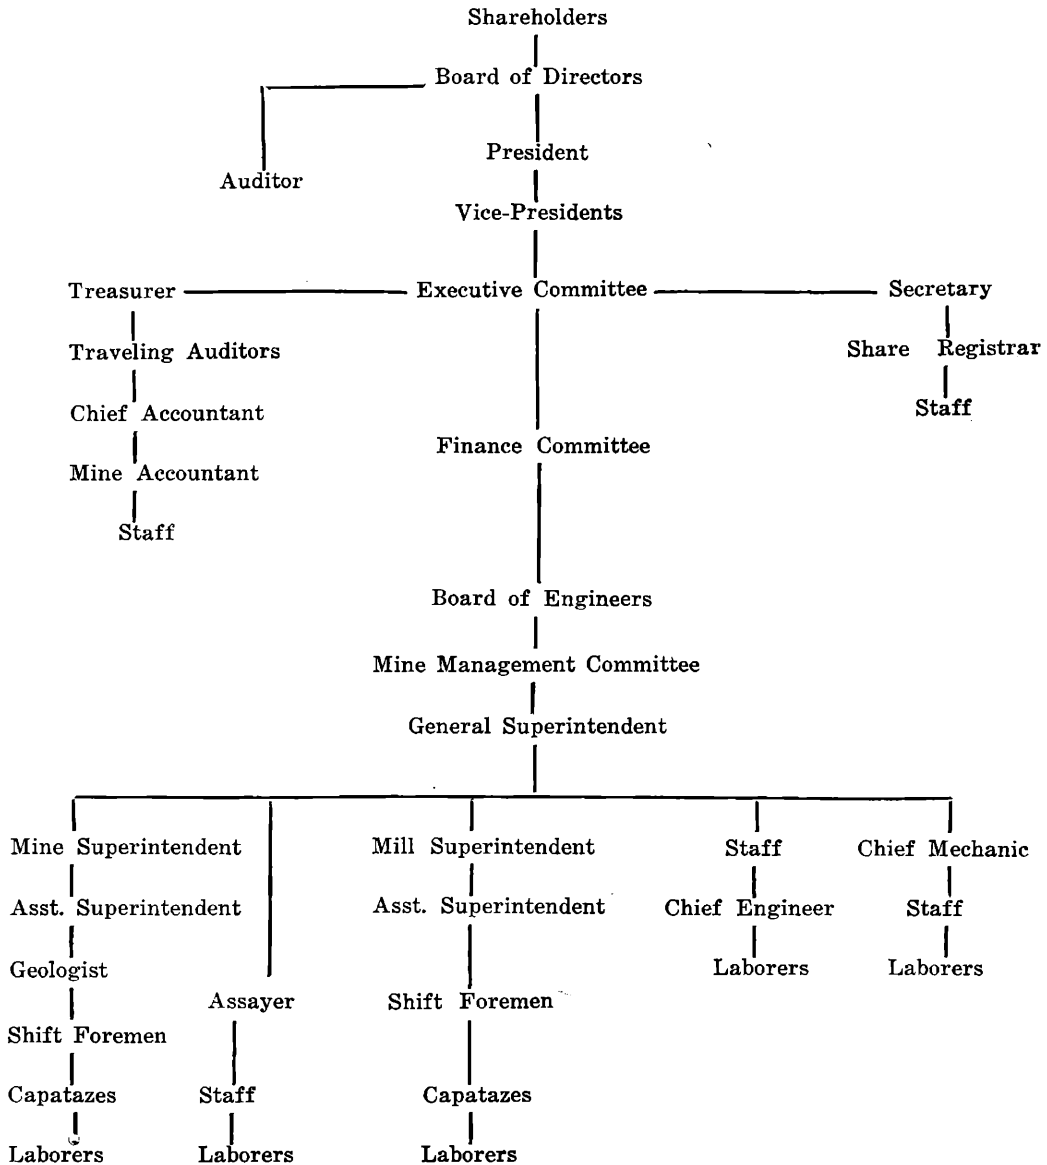 Shareholders
Board of Directors
President
Auditor
Vice-Presidents
Treasurer Executive Committee Secretary
Traveling Auditors Share Registrar
Chief Accountant Staff
Finance Committee
Mine Accountant
Staff
Board of Engineers
Mine Management Committee
General Superintendent
Mine Superintendent Mill Superintendent Staff Chief Mechanic
Asst. Superintendent Asst. Superintendent Chief Engineer Staff
Geologist Laborers Laborers
Assayer Shift Foremen
Shift Foremen
Capatazes Staff Capatazes
Laborers Laborers Laborers